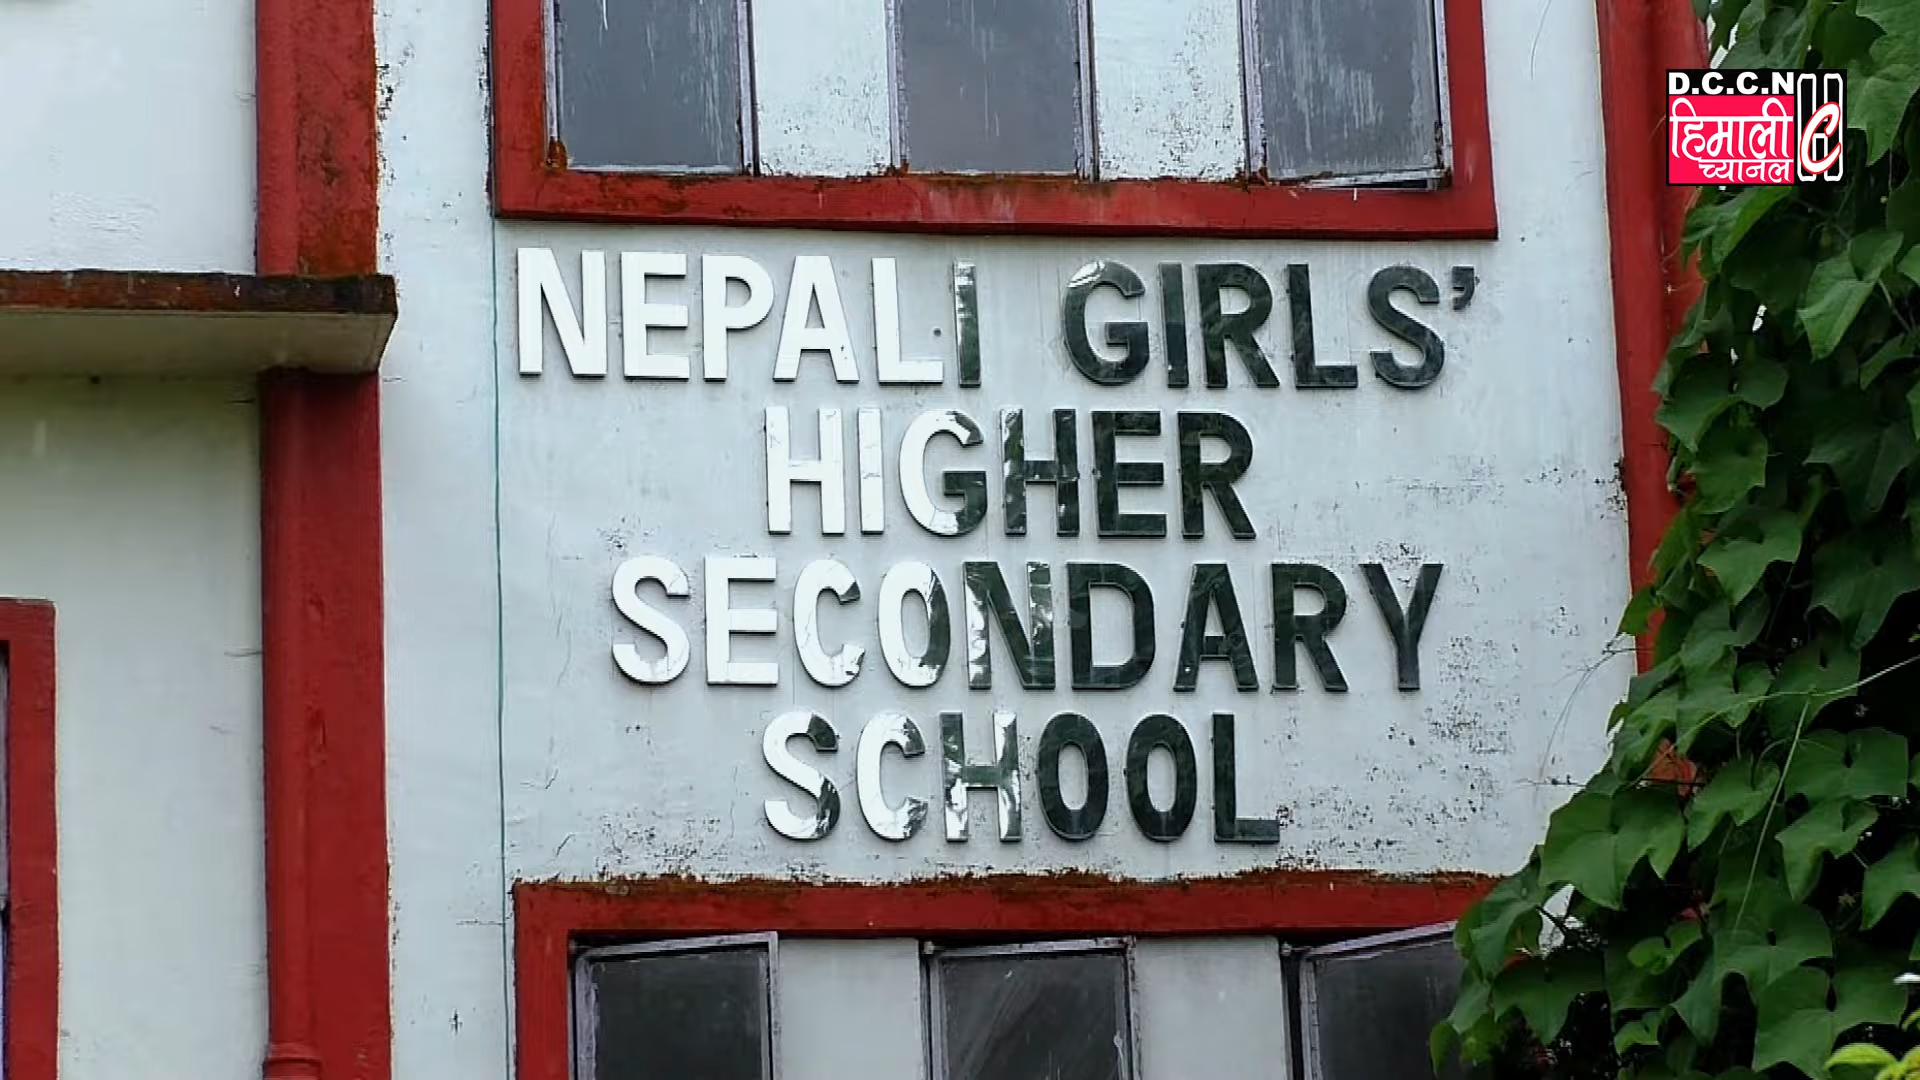 D.C.C.N
हिमाली
च्यानल
NEPALI GIRLS'
HIGHER
SECONDARY
SCHOOL